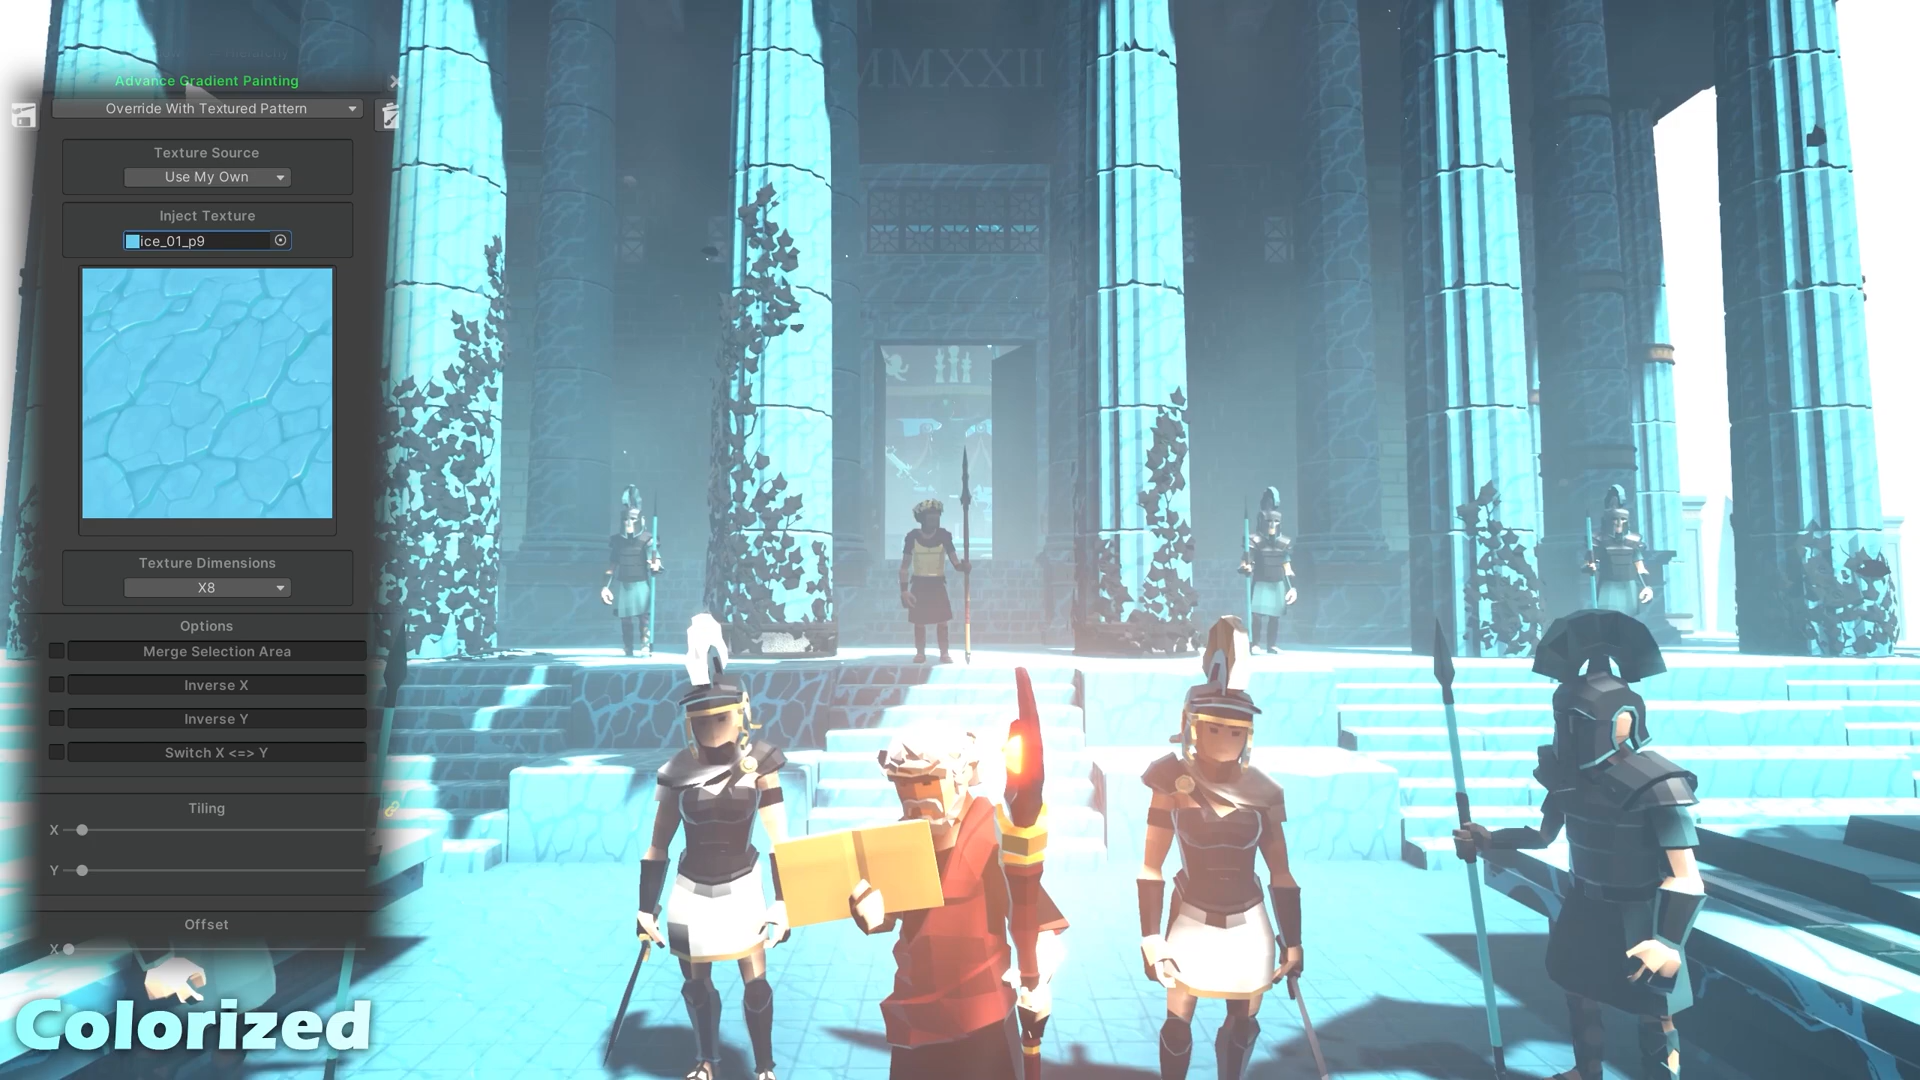 MMXXII
Advance Gradient Painting
Override With Textured Pattern
Texture Source
Use My Own
Inject Texture
ice_01_p9
Texture Dimensions
X8
Options
Merge Selection Area
Inverse X
Inverse Y
Switch X <=> Y
Tiling
X
Y
Offset
X
Colorized